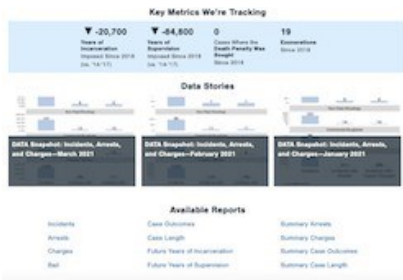 Key Metrics We're Tracking
▼ -20,700
Years of
Incarceration
Imposed Since 2018
(vs. '14-'17)
▼ -84,800
Years of
Supervision
Imposed Since 2018
(vs. '14-'17)
0
Cases Where the
Death Penalty Was
Sought
Since 2018
19
Exonerations
Since 2018
Data Stories
DATA Snapshot: Incidents, Arrests,
and Charges—March 2021
DATA Snapshot: Incidents, Arrests,
and Charges—February 2021
DATA Snapshot: Incidents, Arrests,
and Charges—January 2021
Available Reports
Incidents
Arrests
Charges
Bail
Case Outcomes
Case Length
Future Years of Incarceration
Future Years of Supervision
Summary Arrests
Summary Charges
Summary Case Outcomes
Summary Case Length